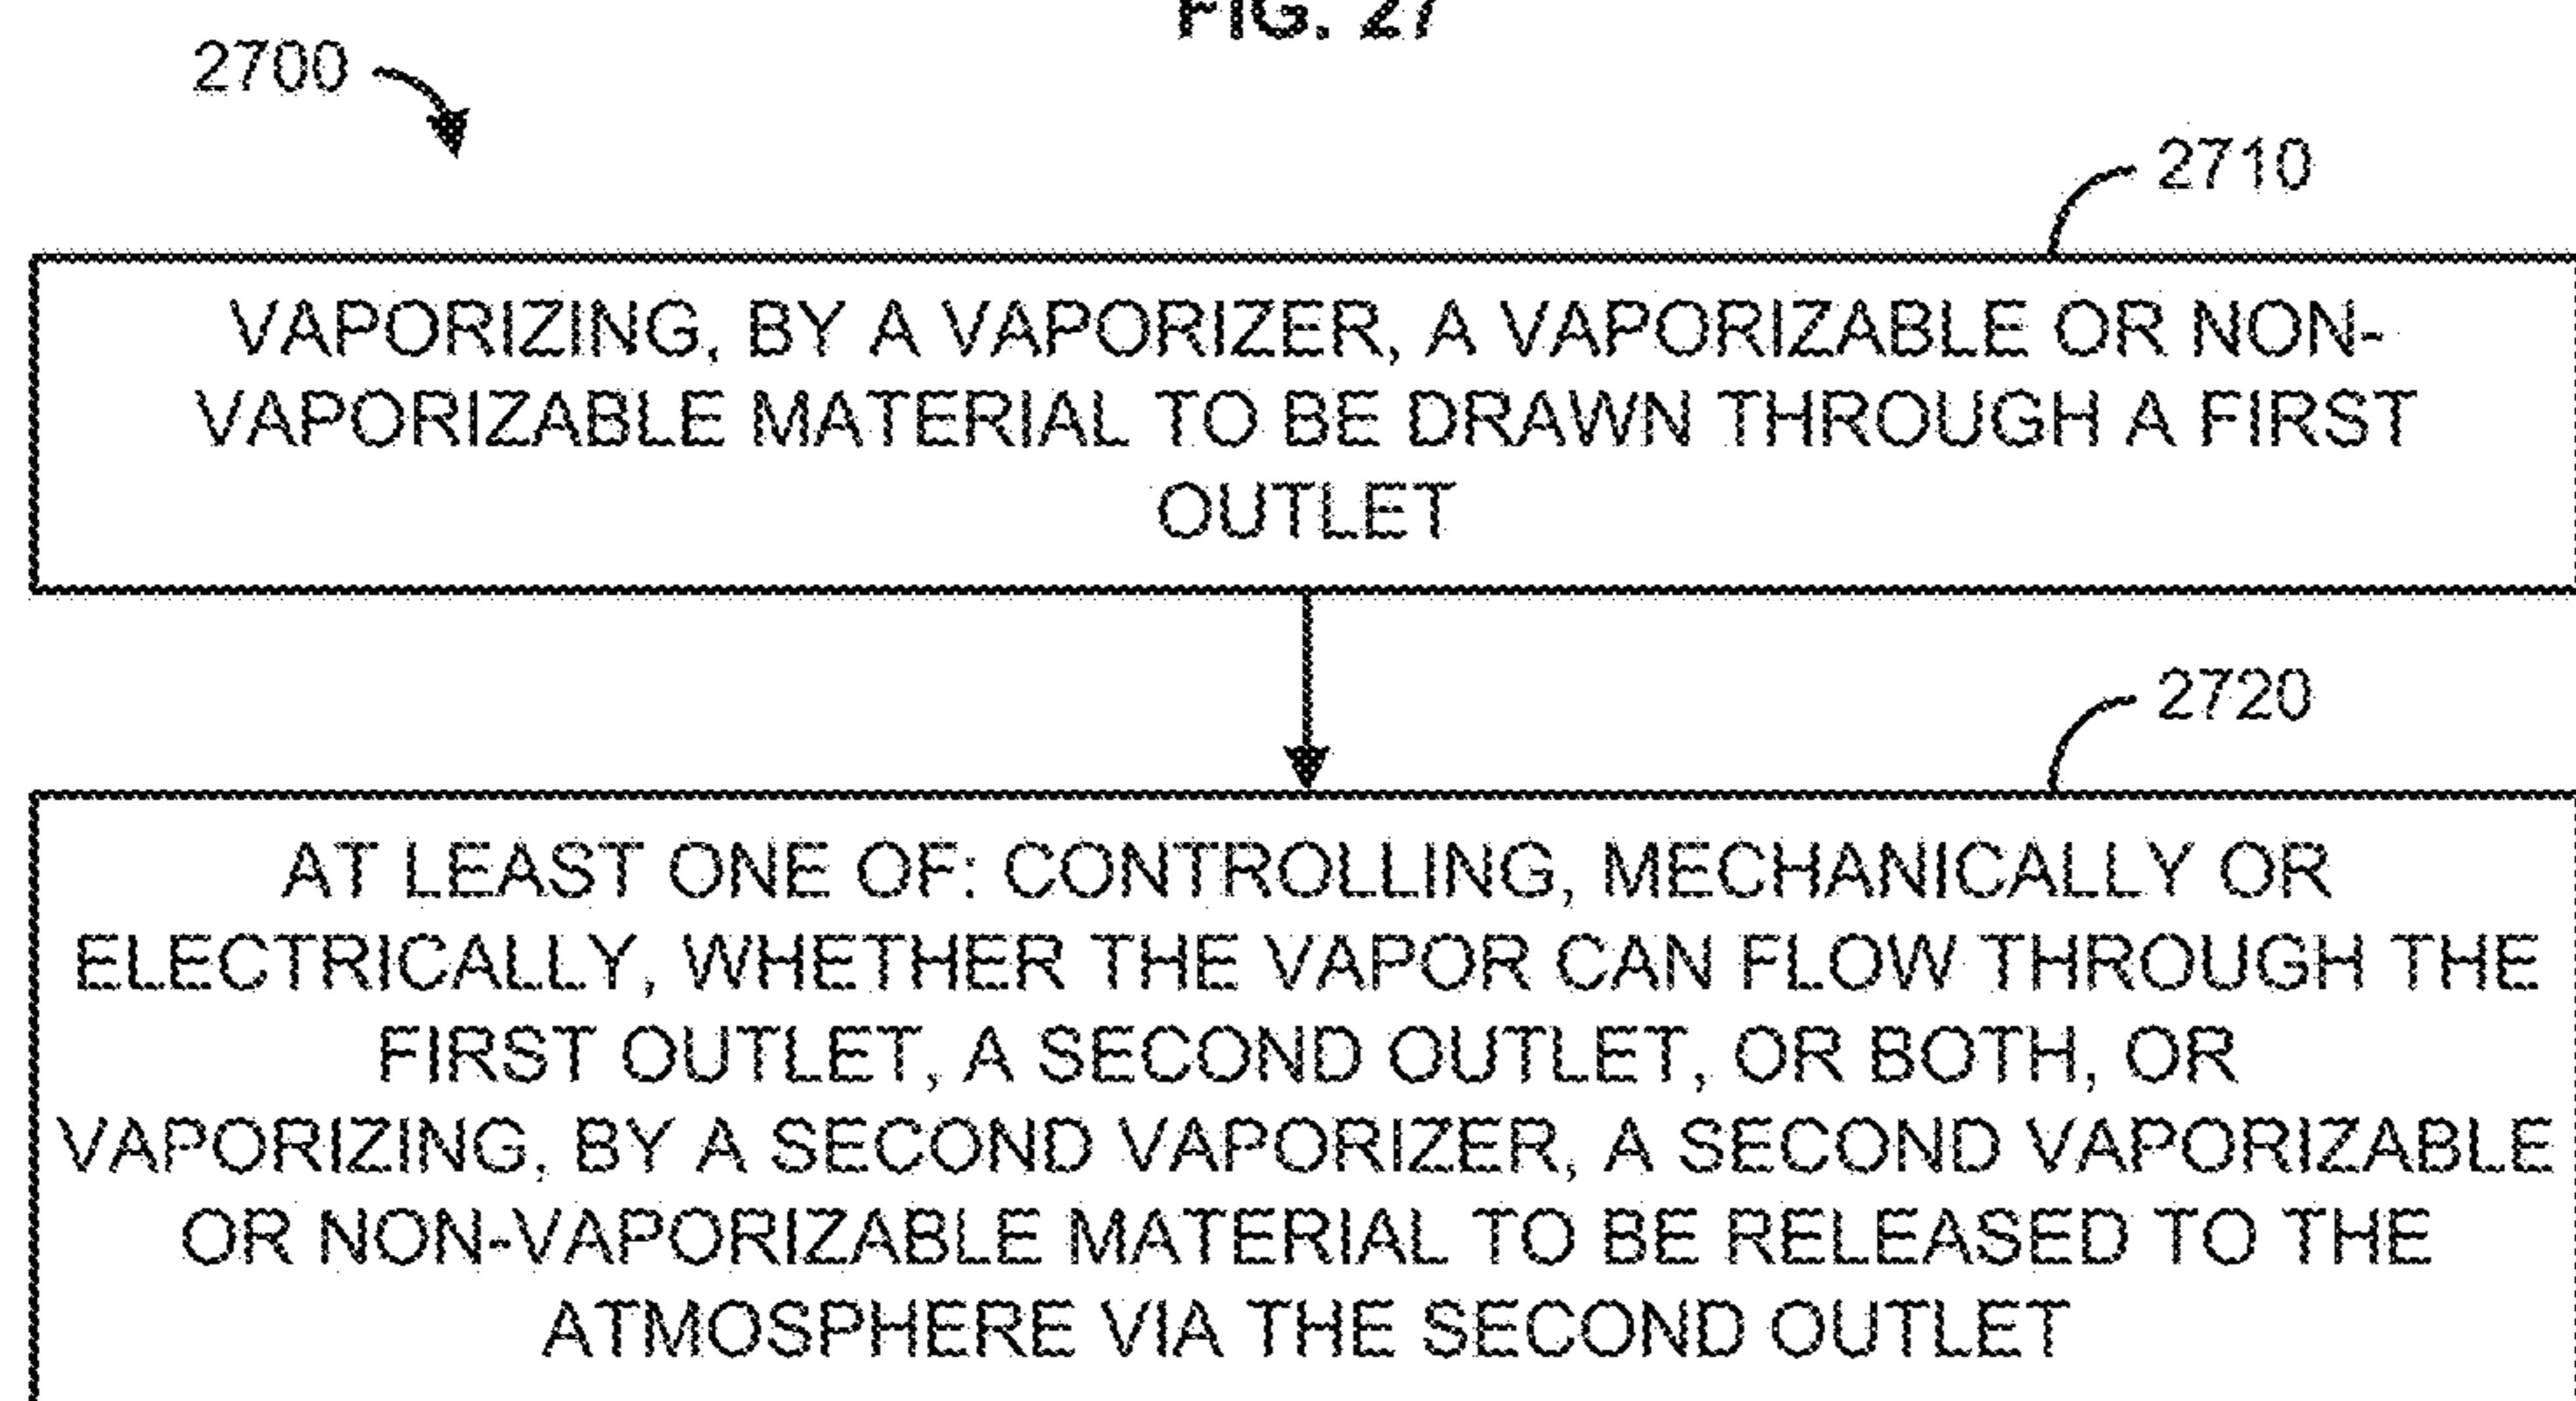 FIG. 27
2700
2710
VAPORIZING, BY A VAPORIZER, A VAPORIZABLE OR NON-
VAPORIZABLE MATERIAL TO BE DRAWN THROUGH A FIRST
OUTLET
2720
AT LEAST ONE OF: CONTROLLING, MECHANICALLY OR
ELECTRICALLY, WHETHER THE VAPOR CAN FLOW THROUGH THE
FIRST OUTLET, A SECOND OUTLET, OR BOTH, OR
VAPORIZING, BY A SECOND VAPORIZER, A SECOND VAPORIZABLE
OR NON-VAPORIZABLE MATERIAL TO BE RELEASED TO THE
ATMOSPHERE VIA THE SECOND OUTLET